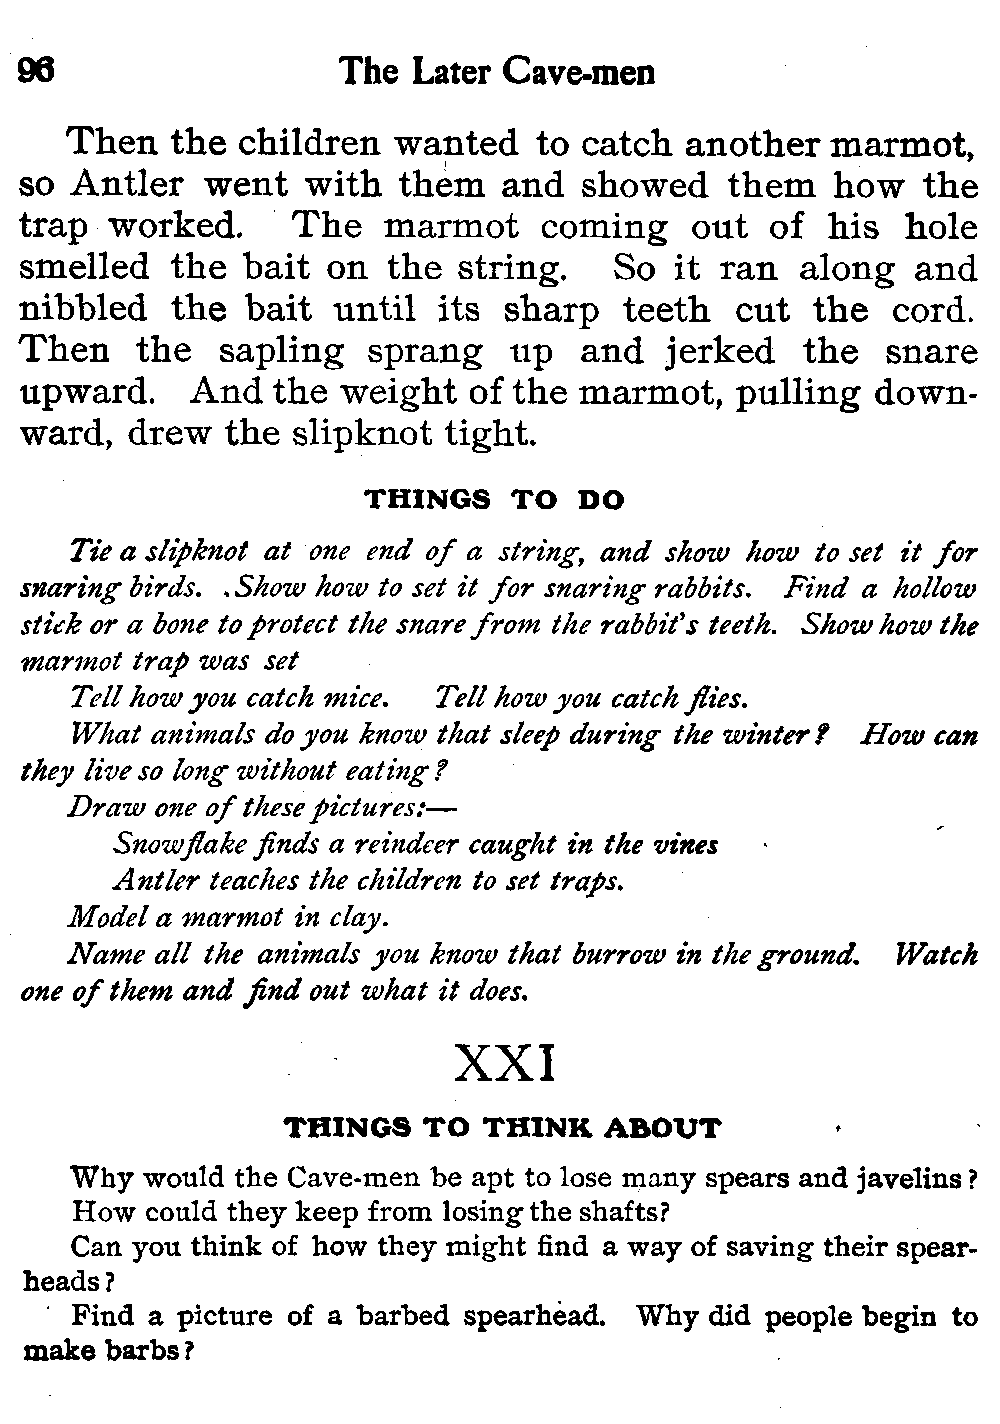 96 The Later Cave-men
Then the children wanted to catch another marmot,
so Antler went with them and showed them how the
trap worked. The marmot coming out of his hole
smelled the bait on the string. So it ran along and
nibbled the bait until its sharp teeth cut the cord.
Then the sapling sprang up and jerked the snare
upward. And the weight of the marmot, pulling down-
ward, drew the slipknot tight.
THINGS TO DO
Tie a slipknot at one end of a string, and show how to set it for
snaring birds. Show how to set it for snaring rabbits. Find a hollow
stick or a bone to protect the snare from the rabbit's teeth. Show how the
marmot trap was set
Tell how you catch mice. Tell how you catch flies.
What animals do you know that sleep during the winter? How can
they live so long without eating?
Draw one of these pictures:—
Snowflake finds a reindeer caught in the vines
Antler teaches the children to set traps.
Model a marmot in clay.
Name all the animals you know that burrow in the ground. Watch
one of them and find out what it does.
XXI
THINGS TO THINK ABOUT
Why would the Cave-men be apt to lose many spears and javelins?
How could they keep from losing the shafts?
Can you think of how they might find a way of saving their spear-
heads?
Find a picture of a barbed spearhead. Why did people begin to
make barbs?